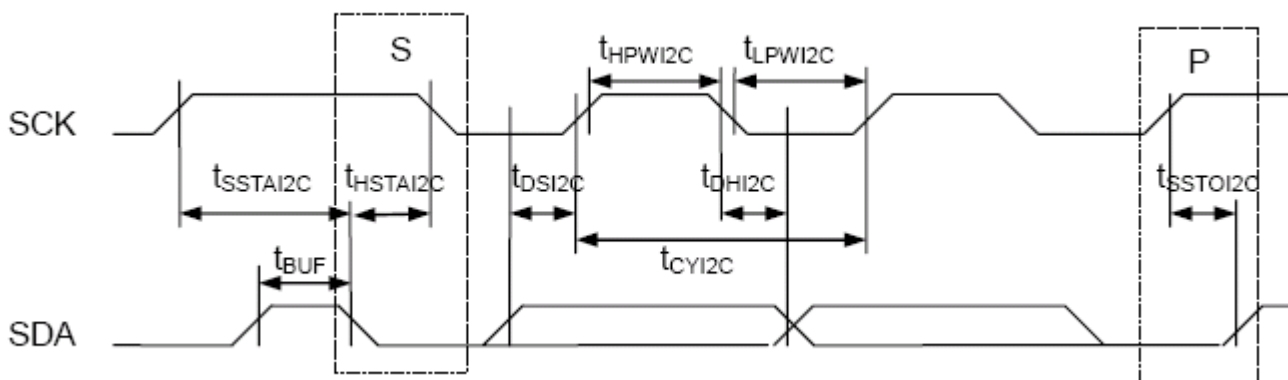 S
P
tHPWI2C
tLPWI2C
SCK
tSSTAI2C
tHSTAI2C
tDSI2C
tDHI2C
tSSTOI2C
tBUF
tCYI2C
SDA